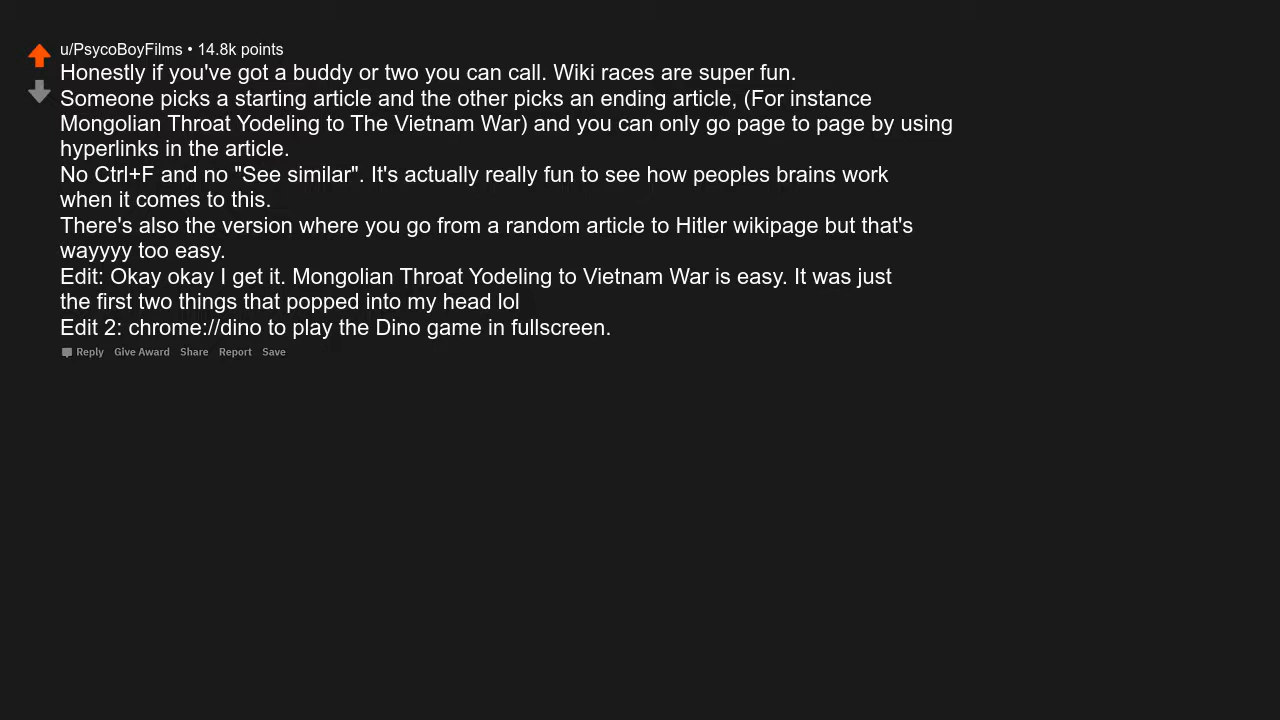 u/PsycoBoyFilms • 14.8k points
Honestly if you've got a buddy or two you can call. Wiki races are super fun.
Someone picks a starting article and the other picks an ending article, (For instance
Mongolian Throat Yodeling to The Vietnam War) and you can only go page to page by using
hyperlinks in the article.
No Ctrl+F and no "See similar". It's actually really fun to see how peoples brains work
when it comes to this.
There's also the version where you go from a random article to Hitler wikipage but that's
wayyyy too easy.
Edit: Okay okay I get it. Mongolian Throat Yodeling to Vietnam War is easy. It was just
the first two things that popped into my head lol
Edit 2: chrome://dino to play the Dino game in fullscreen.
Reply Give Award Share Report Save